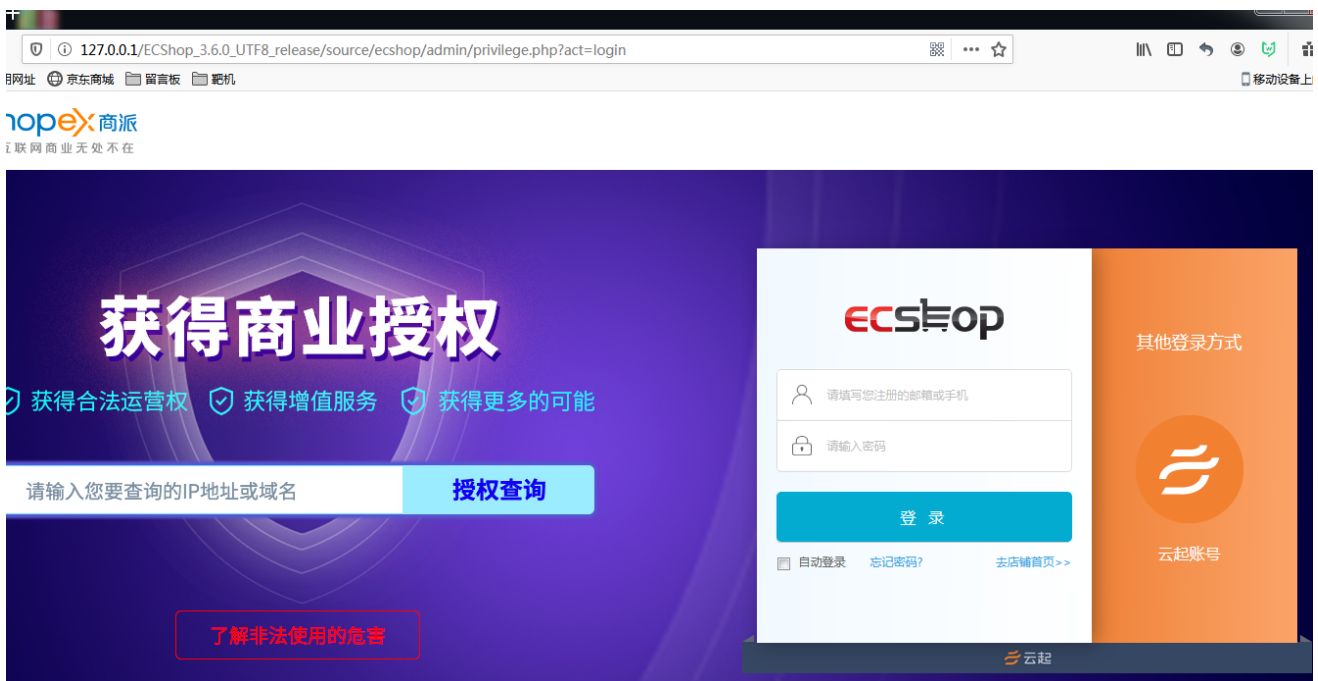 127.0.0.1/ECShop_3.6.0_UTF8_release/source/ecshop/admin/privilege.php?act=login
用网址 京东商城 留言板 靶机
移动设备上
hopex 商派
互联网商业无处不在
获得商业授权
获得合法运营权 获得增值服务 获得更多的可能
请输入您要查询的IP地址或域名 授权查询
了解非法使用的危害
ECShop
请填写您注册的邮箱或手机
请输入密码
登 录
自动登录 忘记密码? 去店铺首页>>
其他登录方式
云起账号
云起